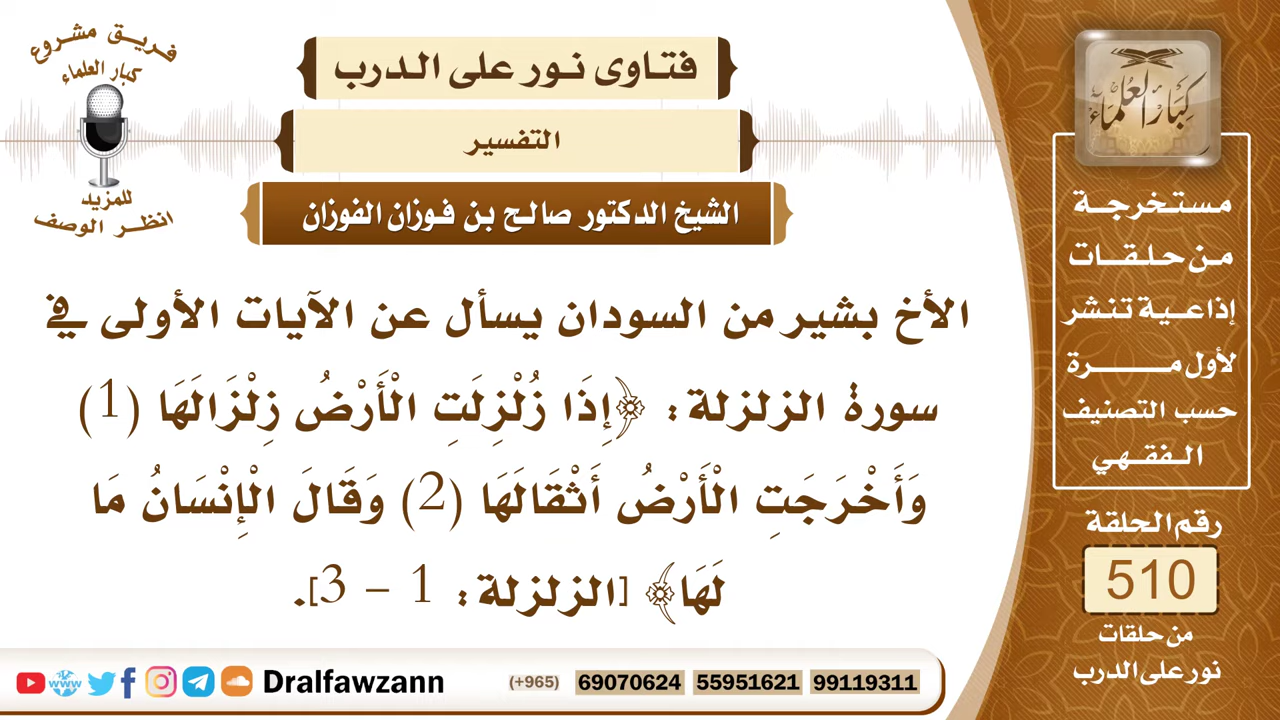 فريق مشروع
كبار العلماء
للمزيد
انظر الوصف
فتاوى نور على الدرب
التفسير
الشيخ الدكتور صالح بن فوزان الفوزان
الأخ بشير من السودان يسأل عن الآيات الأولى في
سورة الزلزلة: ﴿إِذَا زُلْزِلَتِ الْأَرْضُ زِلْزَالَهَا (1)
وَأَخْرَجَتِ الْأَرْضُ أَثْقَالَهَا (2) وَقَالَ الْإِنْسَانُ مَا
لَهَا﴾ [الزلزلة: 1 – 3].
كبار العلماء
مستخرجة
من حلقات
إذاعية تنشر
لأول مرة
حسب التصنيف
الفقهي
رقم الحلقة
510
من حلقات
نور على الدرب
www Dralfawzann (+965) 69070624 55951621 99119311